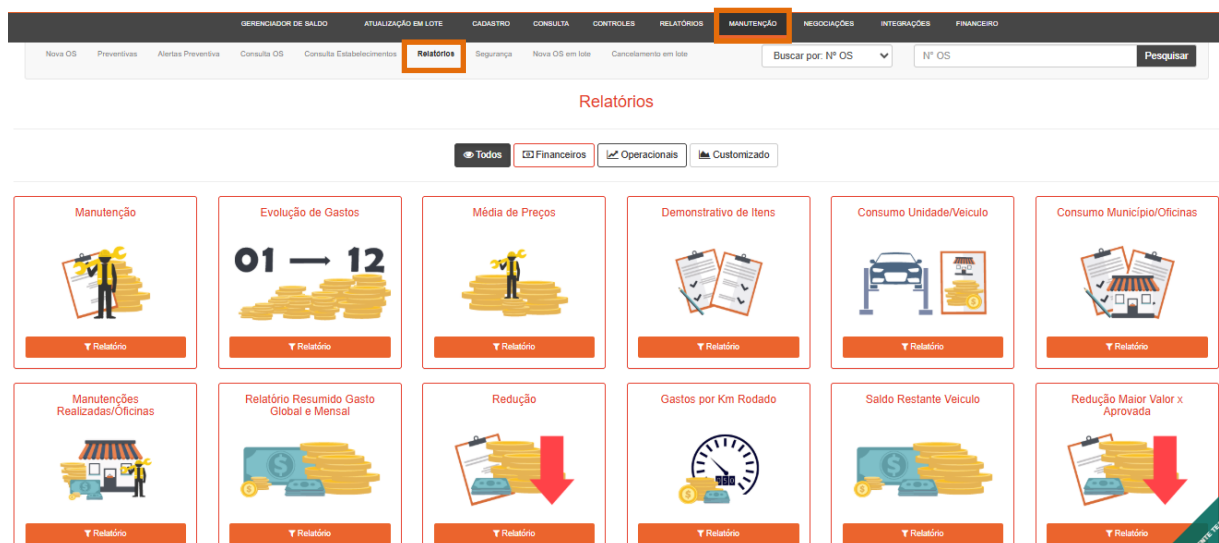 GERENCIADOR DE SALDO ATUALIZAÇÃO EM LOTE CADASTRO CONSULTA CONTROLES RELATÓRIOS MANUTENÇÃO NEGOCIAÇÕES INTEGRAÇÕES FINANCEIRO
Nova OS Preventivas Alertas Preventiva Consulta OS Consulta Estabelecimentos Relatórios Segurança Nova OS em lote Cancelamento em lote Buscar por: Nº OS N° OS Pesquisar
Relatórios
Todos Financeiros Operacionais Customizado
Manutenção Evolução de Gastos Média de Preços Demonstrativo de Itens Consumo Unidade/Veiculo Consumo Município/Oficinas
01 12
Relatório Relatório Relatório Relatório Relatório Relatório
Manutenções Relatório Resumido Gasto Redução Gastos por Km Rodado Saldo Restante Veiculo Redução Maior Valor x
Realizadas/Oficinas Global e Mensal Aprovada
Relatório Relatório Relatório Relatório Relatório Relatório